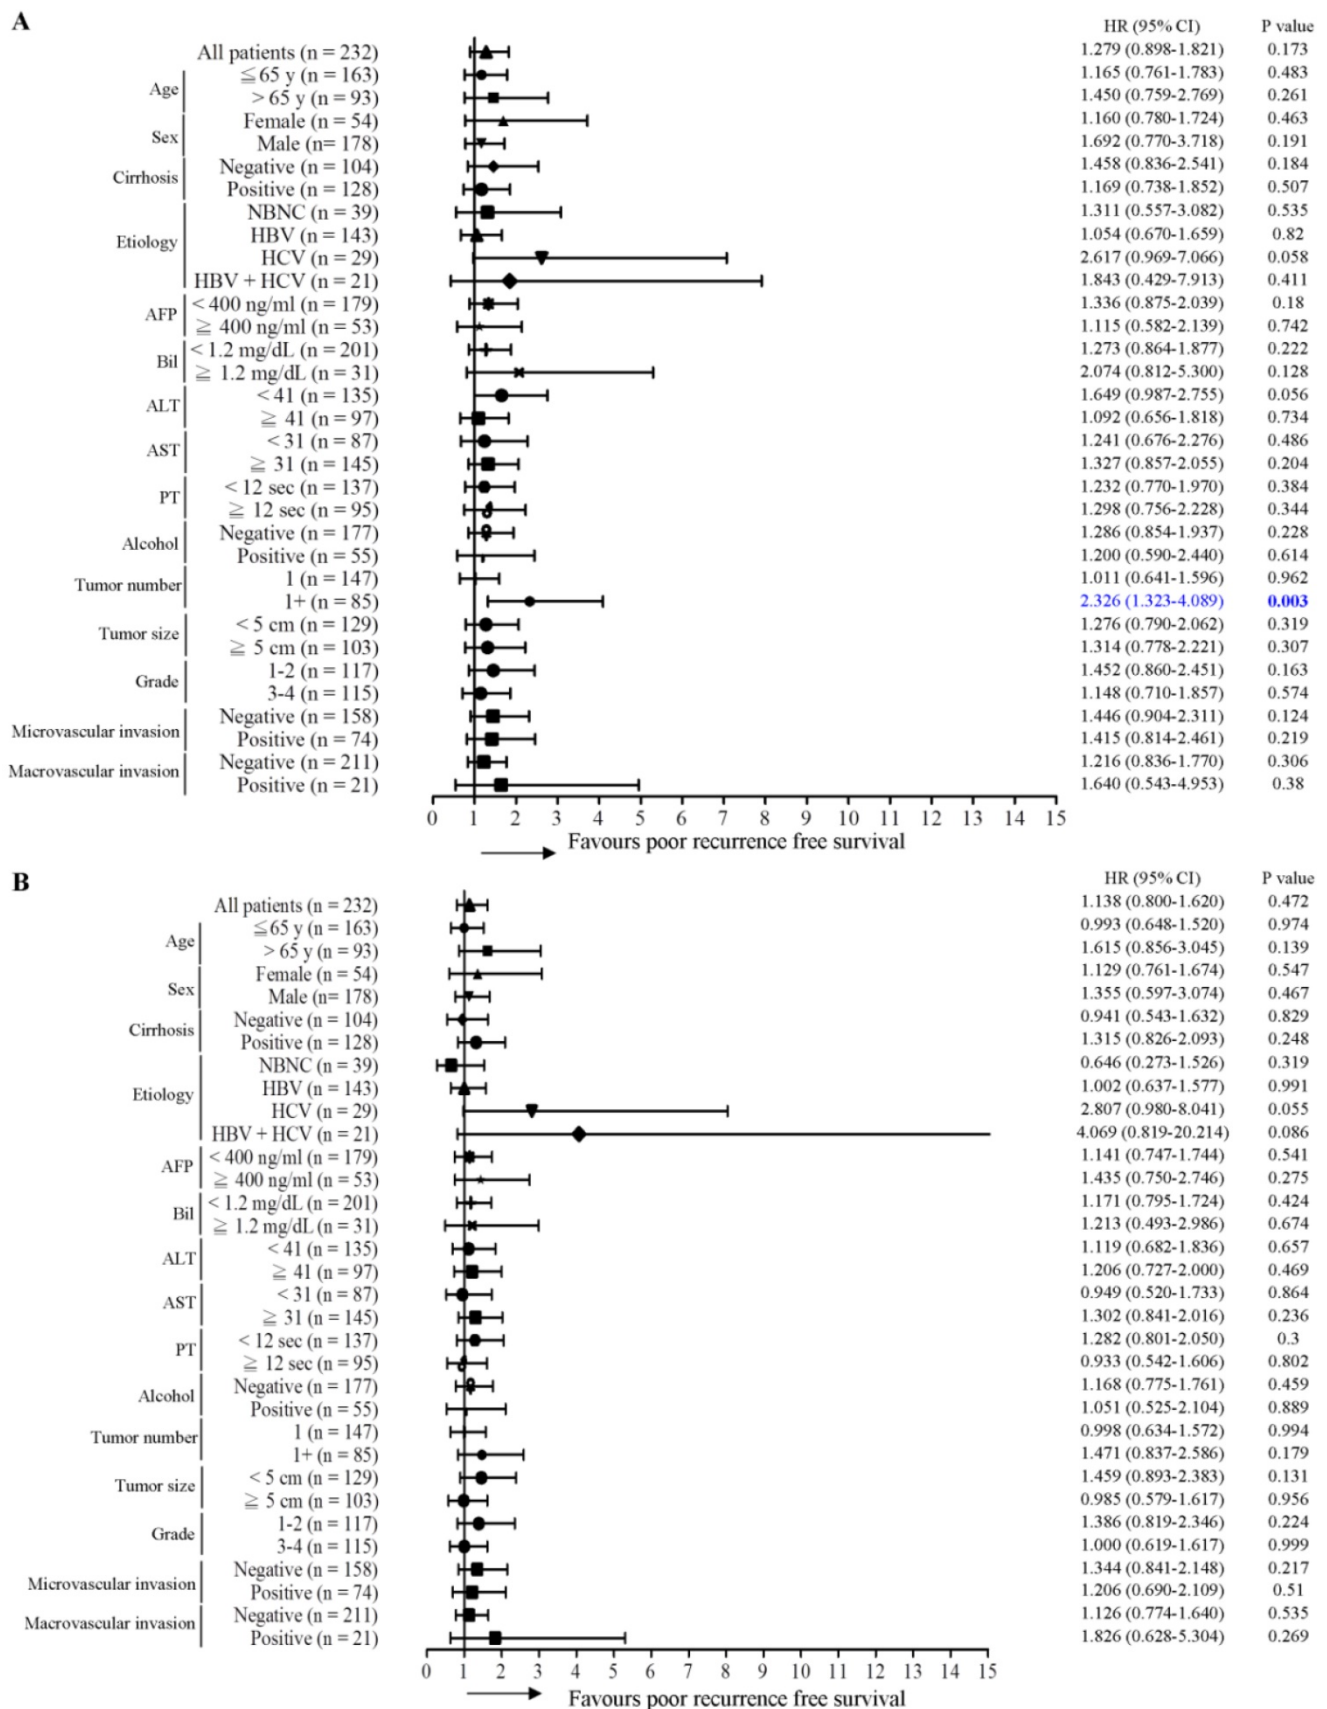 A
HR (95% CI) P value
All patients (n = 232) 1.279 (0.898-1.821) 0.173
Age ≦65 y (n = 163) 1.165 (0.761-1.783) 0.483
> 65 y (n = 93) 1.450 (0.759-2.769) 0.261
Sex Female (n = 54) 1.160 (0.780-1.724) 0.463
Male (n= 178) 1.692 (0.770-3.718) 0.191
Cirrhosis Negative (n = 104) 1.458 (0.836-2.541) 0.184
Positive (n = 128) 1.169 (0.738-1.852) 0.507
Etiology NBNC (n = 39) 1.311 (0.557-3.082) 0.535
HBV (n = 143) 1.054 (0.670-1.659) 0.82
HCV (n = 29) 2.617 (0.969-7.066) 0.058
HBV + HCV (n = 21) 1.843 (0.429-7.913) 0.411
AFP < 400 ng/ml (n = 179) 1.336 (0.875-2.039) 0.18
≧ 400 ng/ml (n = 53) 1.115 (0.582-2.139) 0.742
Bil < 1.2 mg/dL (n = 201) 1.273 (0.864-1.877) 0.222
≧ 1.2 mg/dL (n = 31) 2.074 (0.812-5.300) 0.128
ALT < 41 (n = 135) 1.649 (0.987-2.755) 0.056
≧ 41 (n = 97) 1.092 (0.656-1.818) 0.734
AST < 31 (n = 87) 1.241 (0.676-2.276) 0.486
≧ 31 (n = 145) 1.327 (0.857-2.055) 0.204
PT < 12 sec (n = 137) 1.232 (0.770-1.970) 0.384
≧ 12 sec (n = 95) 1.298 (0.756-2.228) 0.344
Alcohol Negative (n = 177) 1.286 (0.854-1.937) 0.228
Positive (n = 55) 1.200 (0.590-2.440) 0.614
Tumor number 1 (n = 147) 1.011 (0.641-1.596) 0.962
1+ (n = 85) 2.326 (1.323-4.089) 0.003
Tumor size < 5 cm (n = 129) 1.276 (0.790-2.062) 0.319
≧ 5 cm (n = 103) 1.314 (0.778-2.221) 0.307
Grade 1-2 (n = 117) 1.452 (0.860-2.451) 0.163
3-4 (n = 115) 1.148 (0.710-1.857) 0.574
Microvascular invasion Negative (n = 158) 1.446 (0.904-2.311) 0.124
Positive (n = 74) 1.415 (0.814-2.461) 0.219
Macrovascular invasion Negative (n = 211) 1.216 (0.836-1.770) 0.306
Positive (n = 21) 1.640 (0.543-4.953) 0.38
0 1 2 3 4 5 6 7 8 9 10 11 12 13 14 15
Favours poor recurrence free survival
B
HR (95% CI) P value
All patients (n = 232) 1.138 (0.800-1.620) 0.472
Age ≦65 y (n = 163) 0.993 (0.648-1.520) 0.974
> 65 y (n = 93) 1.615 (0.856-3.045) 0.139
Sex Female (n = 54) 1.129 (0.761-1.674) 0.547
Male (n= 178) 1.355 (0.597-3.074) 0.467
Cirrhosis Negative (n = 104) 0.941 (0.543-1.632) 0.829
Positive (n = 128) 1.315 (0.826-2.093) 0.248
Etiology NBNC (n = 39) 0.646 (0.273-1.526) 0.319
HBV (n = 143) 1.002 (0.637-1.577) 0.991
HCV (n = 29) 2.807 (0.980-8.041) 0.055
HBV + HCV (n = 21) 4.069 (0.819-20.214) 0.086
AFP < 400 ng/ml (n = 179) 1.141 (0.747-1.744) 0.541
≧ 400 ng/ml (n = 53) 1.435 (0.750-2.746) 0.275
Bil < 1.2 mg/dL (n = 201) 1.171 (0.795-1.724) 0.424
≧ 1.2 mg/dL (n = 31) 1.213 (0.493-2.986) 0.674
ALT < 41 (n = 135) 1.119 (0.682-1.836) 0.657
≧ 41 (n = 97) 1.206 (0.727-2.000) 0.469
AST < 31 (n = 87) 0.949 (0.520-1.733) 0.864
≧ 31 (n = 145) 1.302 (0.841-2.016) 0.236
PT < 12 sec (n = 137) 1.282 (0.801-2.050) 0.3
≧ 12 sec (n = 95) 0.933 (0.542-1.606) 0.802
Alcohol Negative (n = 177) 1.168 (0.775-1.761) 0.459
Positive (n = 55) 1.051 (0.525-2.104) 0.889
Tumor number 1 (n = 147) 0.998 (0.634-1.572) 0.994
1+ (n = 85) 1.471 (0.837-2.586) 0.179
Tumor size < 5 cm (n = 129) 1.459 (0.893-2.383) 0.131
≧ 5 cm (n = 103) 0.985 (0.579-1.617) 0.956
Grade 1-2 (n = 117) 1.386 (0.819-2.346) 0.224
3-4 (n = 115) 1.000 (0.619-1.617) 0.999
Microvascular invasion Negative (n = 158) 1.344 (0.841-2.148) 0.217
Positive (n = 74) 1.206 (0.690-2.109) 0.51
Macrovascular invasion Negative (n = 211) 1.126 (0.774-1.640) 0.535
Positive (n = 21) 1.826 (0.628-5.304) 0.269
0 1 2 3 4 5 6 7 8 9 10 11 12 13 14 15
Favours poor recurrence free survival